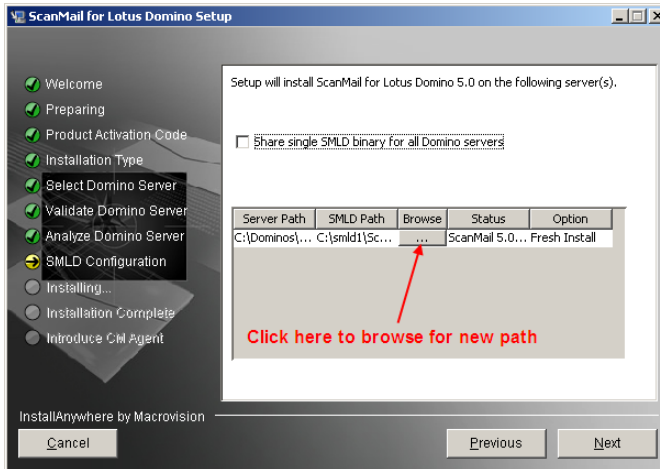 ScanMail for Lotus Domino Setup
Welcome
Preparing
Product Activation Code
Installation Type
Select Domino Server
Validate Domino Server
Analyze Domino Server
SMLD Configuration
Installing...
Installation Complete
Introduce CM Agent
Setup will install ScanMail for Lotus Domino 5.0 on the following server(s).
Share single SMLD binary for all Domino servers
Server Path SMLD Path Browse Status Option
C:\Dominos\... C:\smld1\Sc... ... ScanMail 5.0... Fresh Install
Click here to browse for new path
InstallAnywhere by Macrovision
Cancel Previous Next